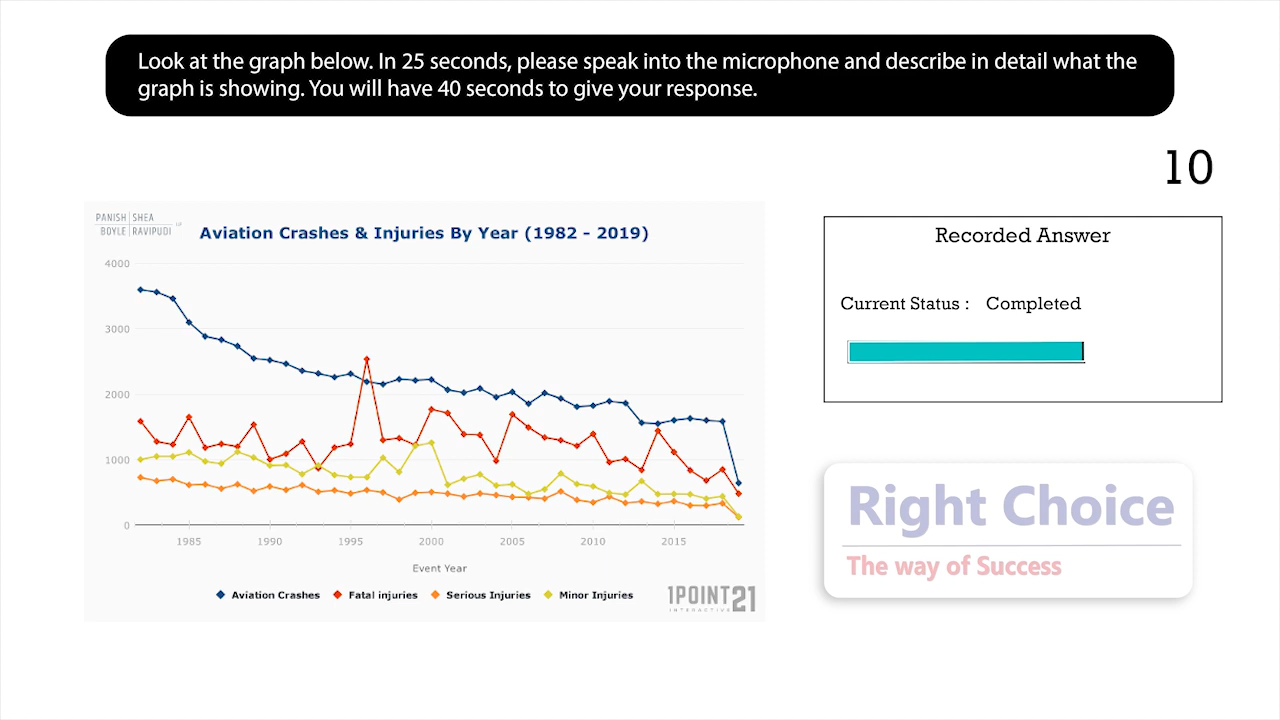 Look at the graph below. In 25 seconds, please speak into the microphone and describe in detail what the
graph is showing. You will have 40 seconds to give your response.
10
PANISH SHEA
BOYLE RAVIPUDI LLP
Aviation Crashes & Injuries By Year (1982 - 2019)
4000
3000
2000
1000
0
1985 1990 1995 2000 2005 2010 2015
Event Year
Aviation Crashes Fatal injuries Serious Injuries Minor Injuries
1POINT21
INTERACTIVE
Recorded Answer
Current Status : Completed
Right Choice
The way of Success